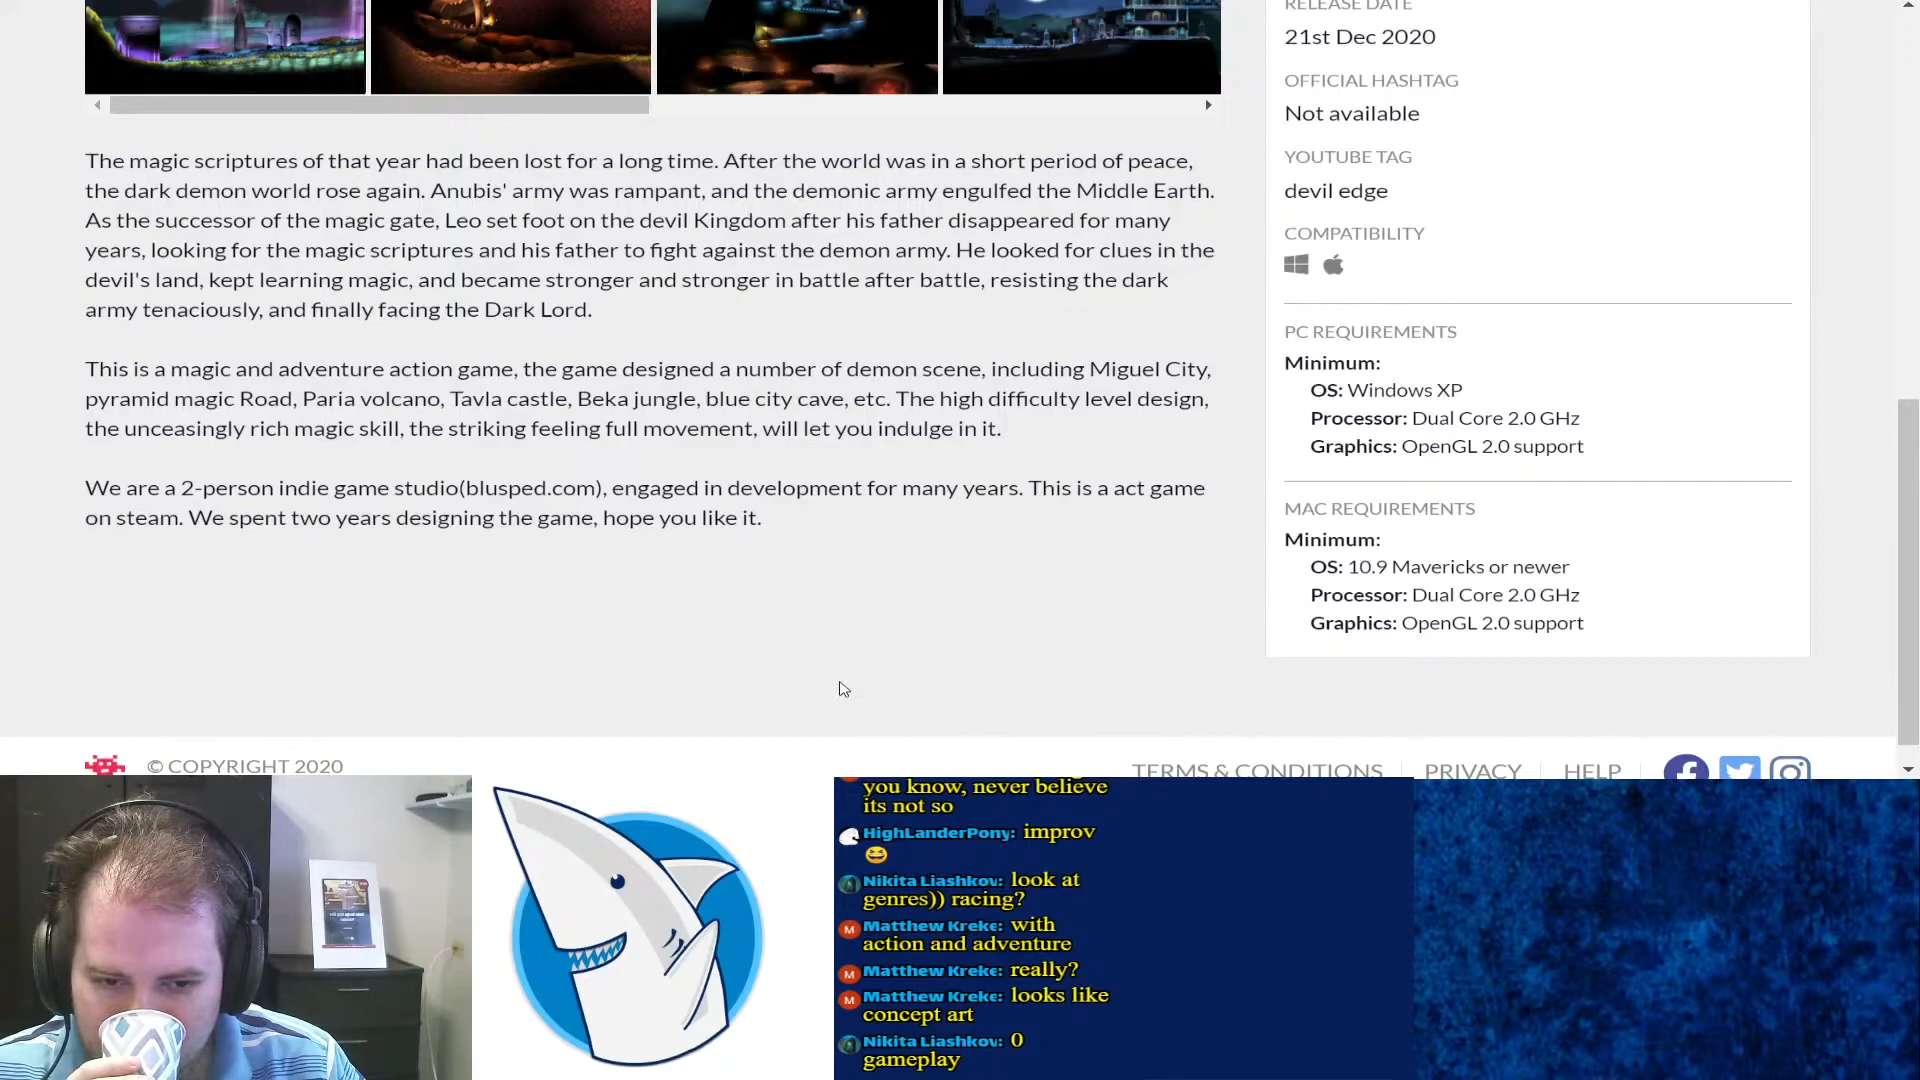 RELEASE DATE
21st Dec 2020
OFFICIAL HASHTAG
Not available
YOUTUBE TAG
devil edge
COMPATIBILITY
PC REQUIREMENTS
Minimum:
OS: Windows XP
Processor: Dual Core 2.0 GHz
Graphics: OpenGL 2.0 support
MAC REQUIREMENTS
Minimum:
OS: 10.9 Mavericks or newer
Processor: Dual Core 2.0 GHz
Graphics: OpenGL 2.0 support
The magic scriptures of that year had been lost for a long time. After the world was in a short period of peace,
the dark demon world rose again. Anubis' army was rampant, and the demonic army engulfed the Middle Earth.
As the successor of the magic gate, Leo set foot on the devil Kingdom after his father disappeared for many
years, looking for the magic scriptures and his father to fight against the demon army. He looked for clues in the
devil's land, kept learning magic, and became stronger and stronger in battle after battle, resisting the dark
army tenaciously, and finally facing the Dark Lord.
This is a magic and adventure action game, the game designed a number of demon scene, including Miguel City,
pyramid magic Road, Paria volcano, Tavla castle, Beka jungle, blue city cave, etc. The high difficulty level design,
the unceasingly rich magic skill, the striking feeling full movement, will let you indulge in it.
We are a 2-person indie game studio(blusped.com), engaged in development for many years. This is a act game
on steam. We spent two years designing the game, hope you like it.
© COPYRIGHT 2020
TERMS & CONDITIONS
PRIVACY
HELP
you know, never believe
its not so
HighLanderPony: improv
Nikita Liashkov: look at
genres)) racing?
Matthew Kreke: with
action and adventure
Matthew Kreke: really?
Matthew Kreke: looks like
concept art
Nikita Liashkov: 0
gameplay